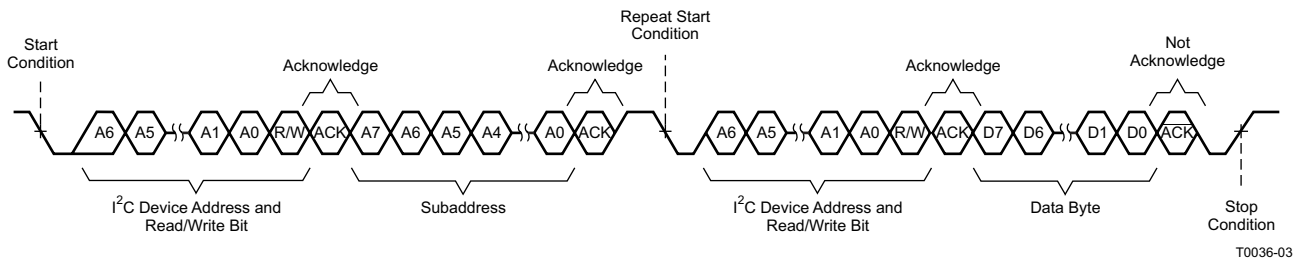 Repeat Start
Condition
Start
Condition
Not
Acknowledge
Acknowledge
Acknowledge
Acknowledge
A6 A5 A1 A0 R/W ACK A7 A6 A5 A4 A0 ACK A6 A5 A1 A0 R/W ACK D7 D6 D1 D0 ACK
I²C Device Address and
Read/Write Bit
Subaddress
I²C Device Address and
Read/Write Bit
Data Byte
Stop
Condition
T0036-03